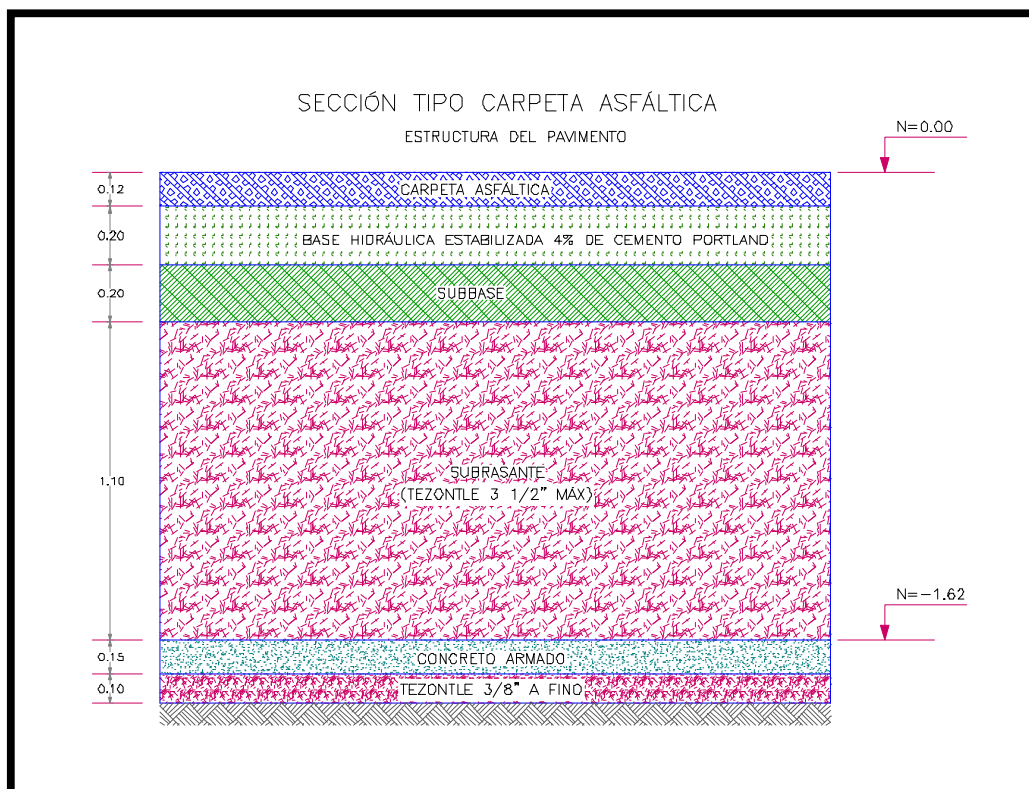 SECCIÓN TIPO CARPETA ASFÁLTICA
ESTRUCTURA DEL PAVIMENTO
N=0.00
0.12
CARPETA ASFÁLTICA
0.20
BASE HIDRÁULICA ESTABILIZADA 4% DE CEMENTO PORTLAND
0.20
SUBBASE
1.10
SUBRASANTE
(TEZONTLE 3 1/2" MÁX)
N=-1.62
0.15
CONCRETO ARMADO
0.10
TEZONTLE 3/8" A FINO